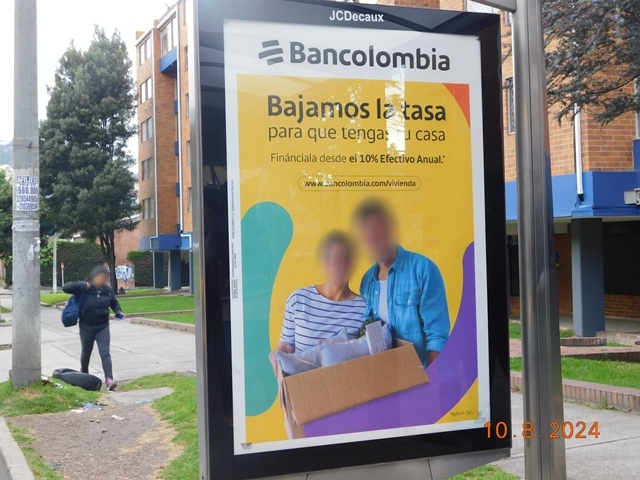 JCDecaux
Bancolombia
Bajamos la tasa
para que tengas tu casa
Finánciala desde el 10% Efectivo Anual.*
www.bancolombia.com/vivienda
10.8.2024